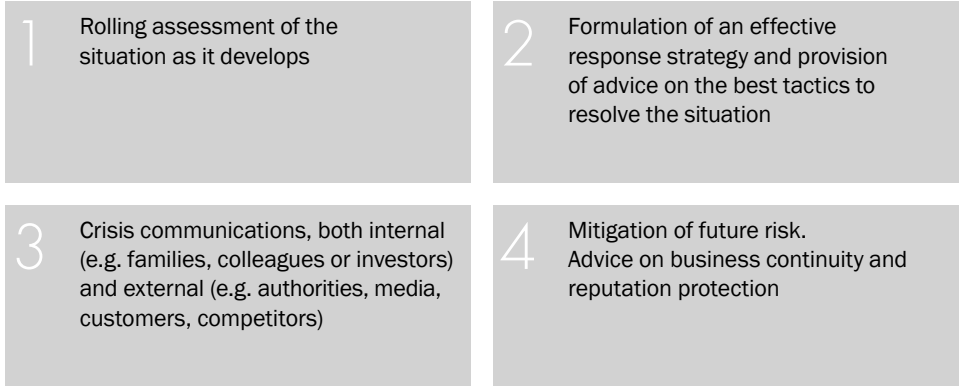 1
Rolling assessment of the
situation as it develops
2
Formulation of an effective
response strategy and provision
of advice on the best tactics to
resolve the situation
3
Crisis communications, both internal
(e.g. families, colleagues or investors)
and external (e.g. authorities, media,
customers, competitors)
4
Mitigation of future risk.
Advice on business continuity and
reputation protection